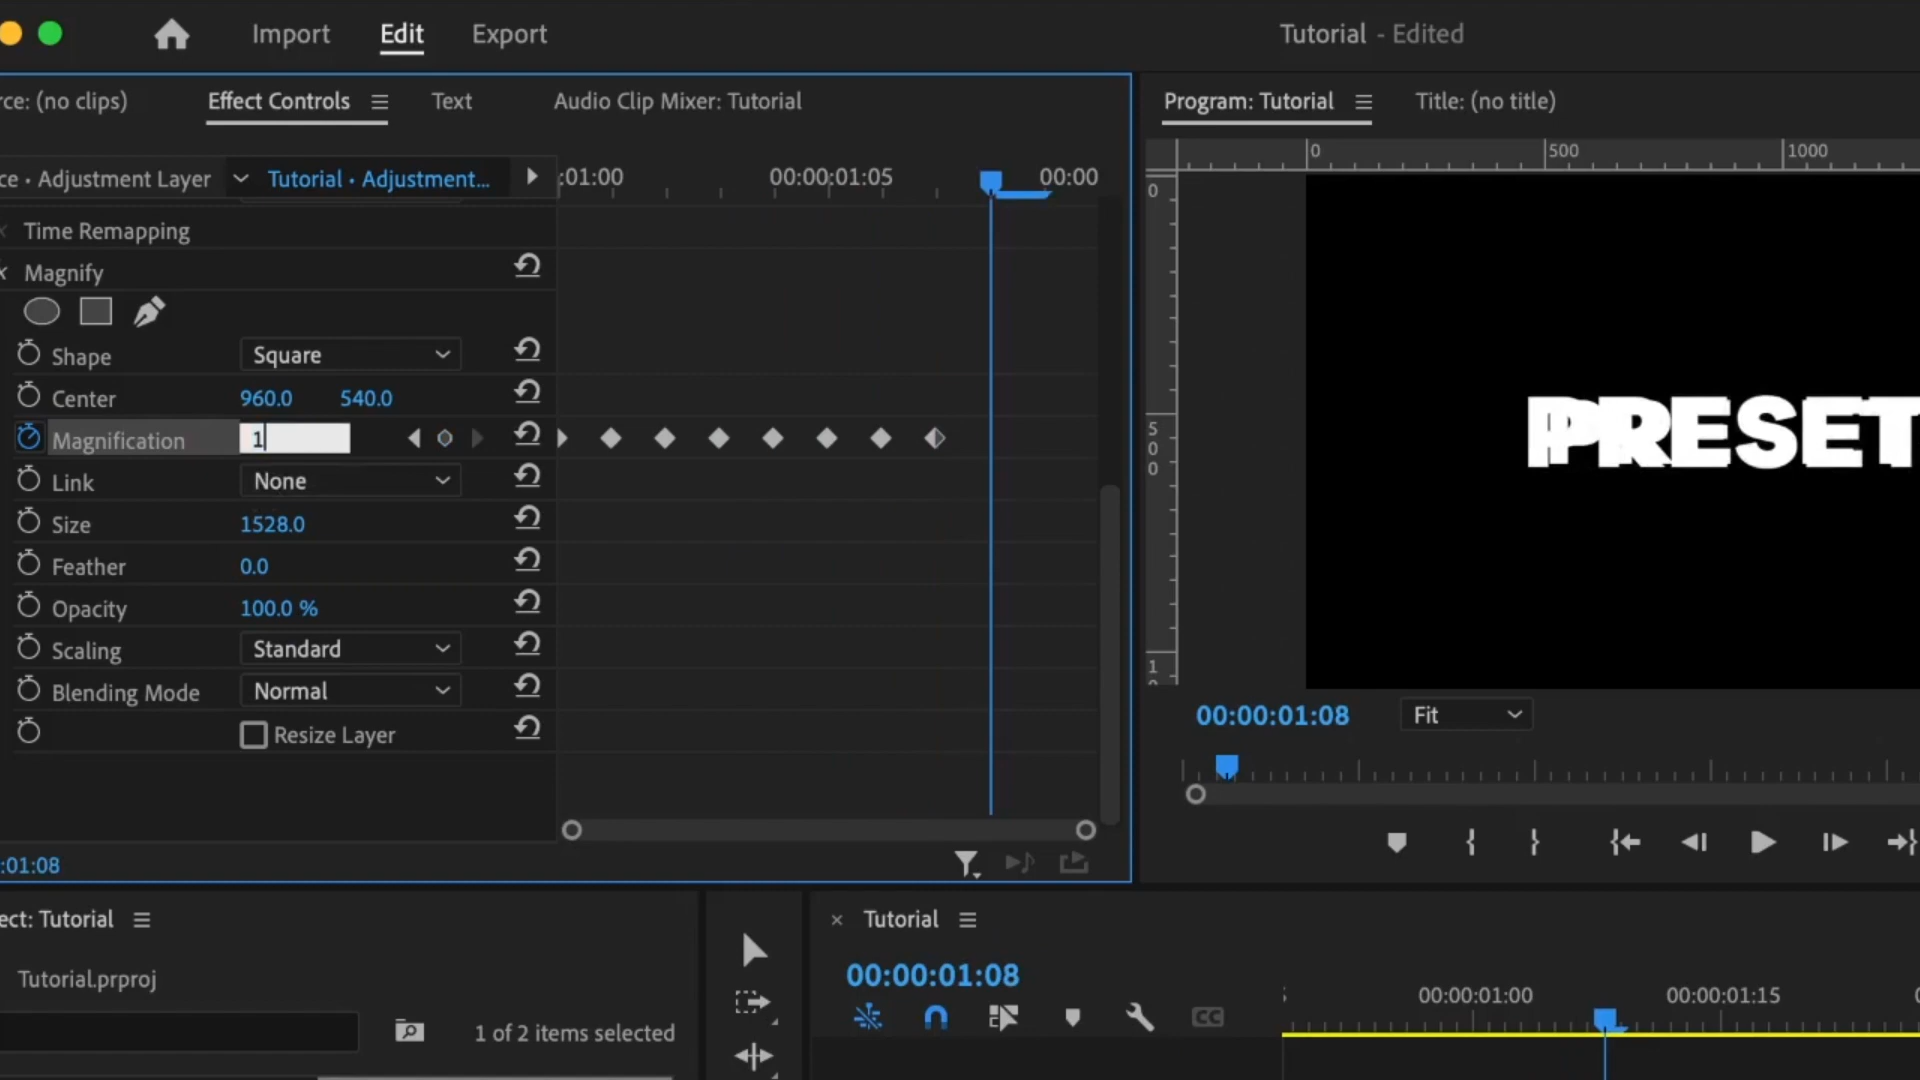 Import Edit Export Tutorial - Edited
rce: (no clips) Effect Controls Text Audio Clip Mixer: Tutorial Program: Tutorial Title: (no title)
ce • Adjustment Layer Tutorial • Adjustment... :01:00 00:00:01:05 00:00 0 500 1000
Time Remapping
Magnify
Shape Square
Center 960.0 540.0
Magnification 1
Link None
Size 1528.0
Feather 0.0
Opacity 100.0 %
Scaling Standard
Blending Mode Normal
Resize Layer
:01:08
0
500
1
PRESET
00:00:01:08 Fit
ect: Tutorial
Tutorial.prproj
1 of 2 items selected
× Tutorial
00:00:01:08
00:00:01:00 00:00:01:15
CC